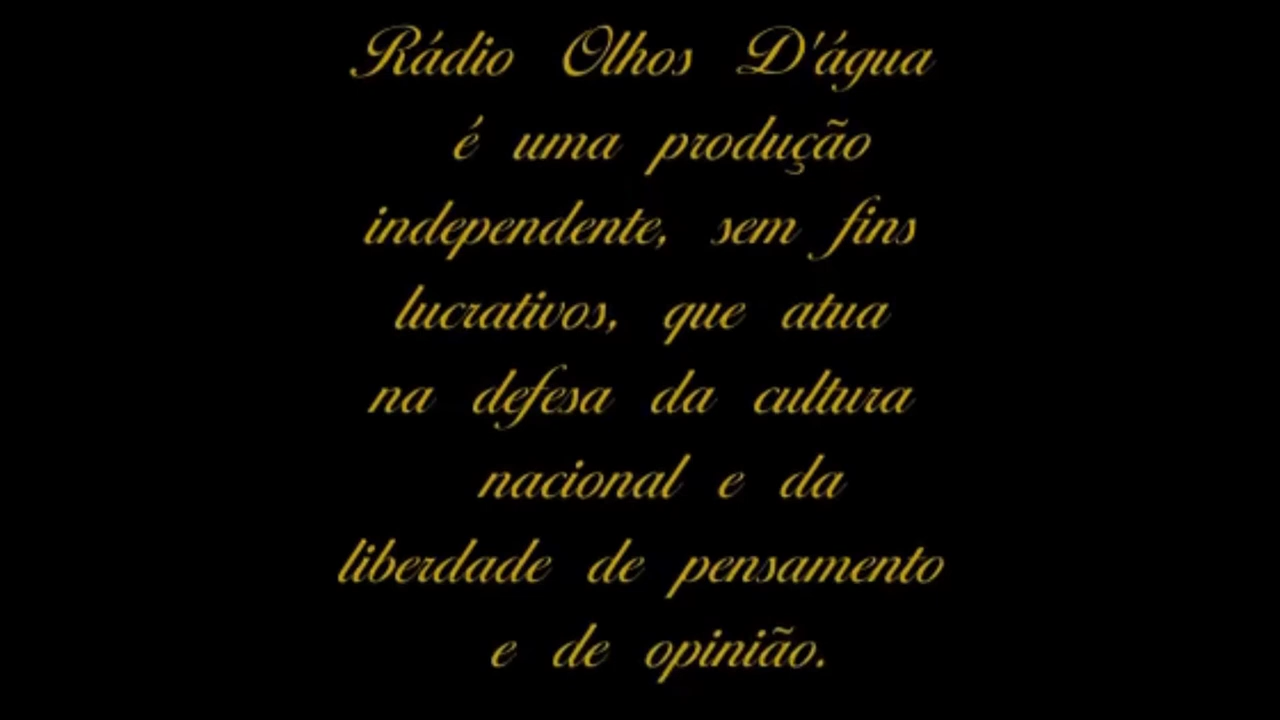 Rádio Olhos D'água
é uma produção
independente, sem fins
lucrativos, que atua
na defesa da cultura
nacional e da
liberdade de pensamento
e de opinião.